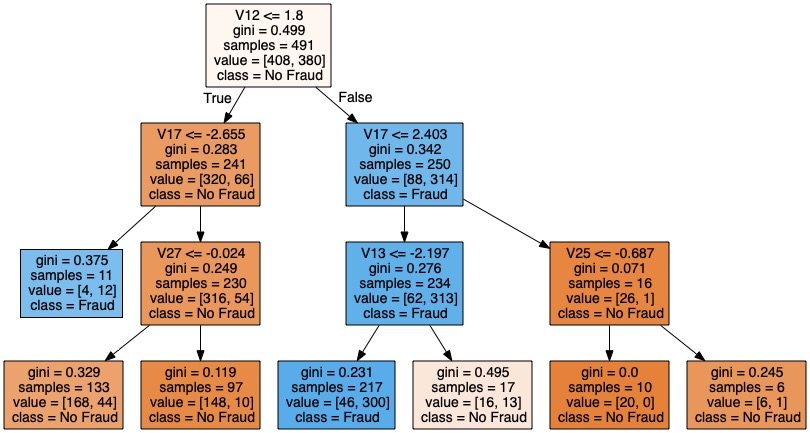 V12 <= 1.8
gini = 0.499
samples = 491
value = [408, 380]
class = No Fraud
True
False
V17 <= -2.655
gini = 0.283
samples = 241
value = [320, 66]
class = No Fraud
V17 <= 2.403
gini = 0.342
samples = 250
value = [88, 314]
class = Fraud
gini = 0.375
samples = 11
value = [4, 12]
class = Fraud
V27 <= -0.024
gini = 0.249
samples = 230
value = [316, 54]
class = No Fraud
V13 <= -2.197
gini = 0.276
samples = 234
value = [62, 313]
class = Fraud
V25 <= -0.687
gini = 0.071
samples = 16
value = [26, 1]
class = No Fraud
gini = 0.329
samples = 133
value = [168, 44]
class = No Fraud
gini = 0.119
samples = 97
value = [148, 10]
class = No Fraud
gini = 0.231
samples = 217
value = [46, 300]
class = Fraud
gini = 0.495
samples = 17
value = [16, 13]
class = No Fraud
gini = 0.0
samples = 10
value = [20, 0]
class = No Fraud
gini = 0.245
samples = 6
value = [6, 1]
class = No Fraud